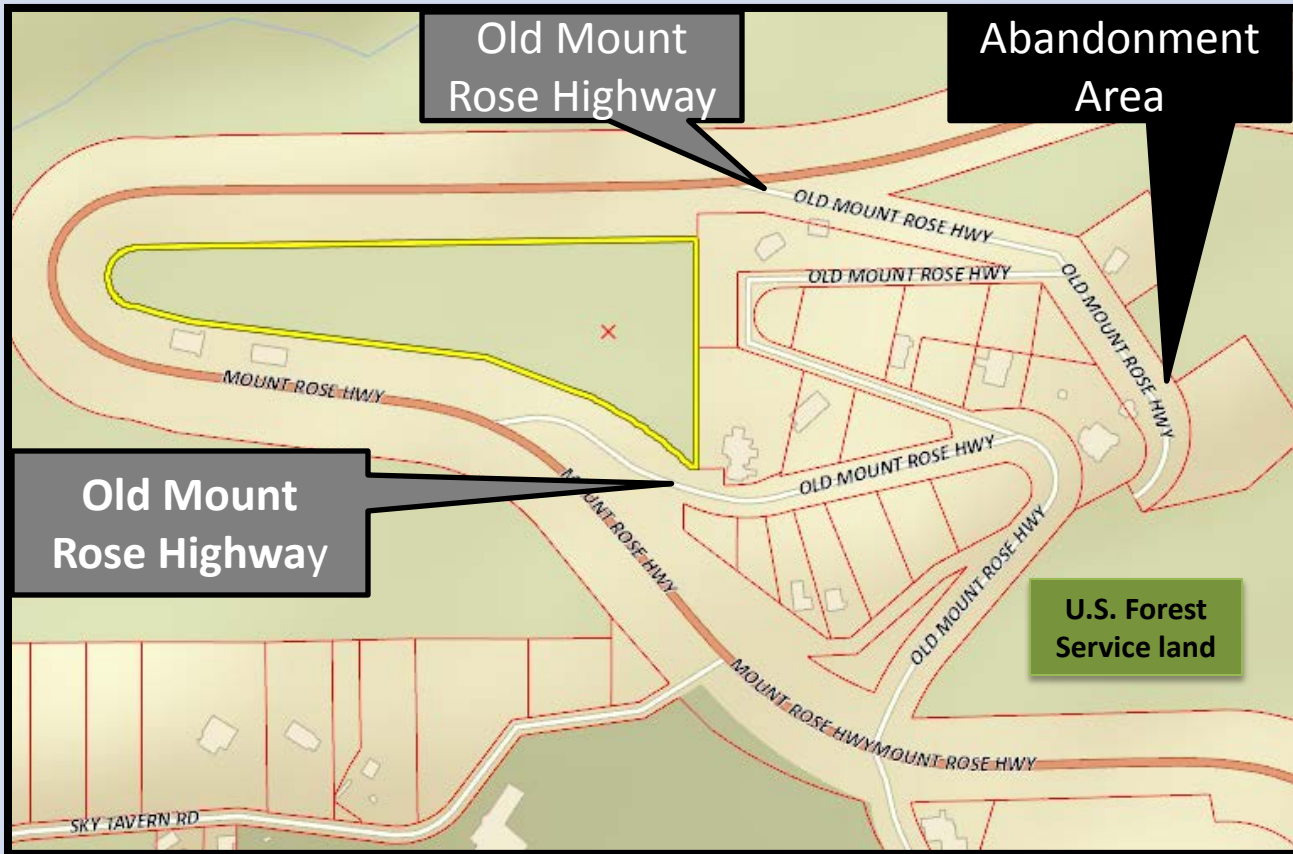 Old Mount
Rose Highway
Abandonment
Area
OLD MOUNT ROSE HWY
OLD MOUNT ROSE HWY
OLD MOUNT ROSE HWY
MOUNT ROSE HWY
OLD MOUNT ROSE HWY
Old Mount
Rose Highway
MOUNT ROSE HWY
OLD MOUNT ROSE HWY
U.S. Forest
Service land
MOUNT ROSE HWY
MOUNT ROSE HWY
SKY TAVERN RD